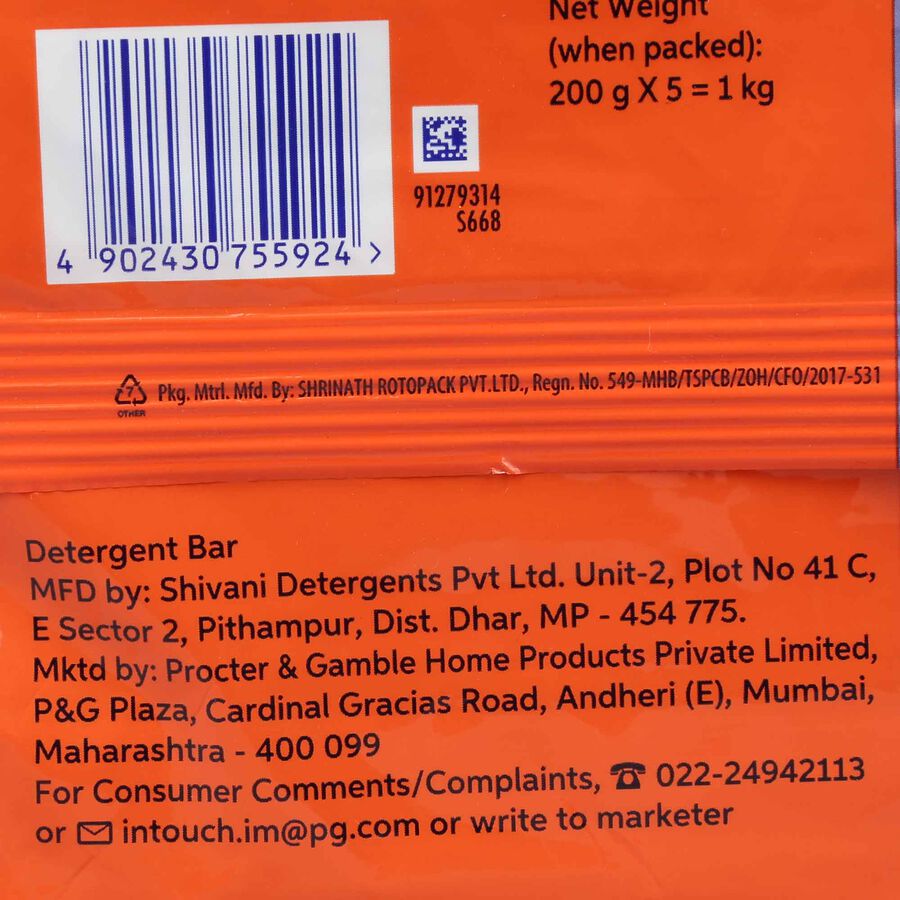 Net Weight
(when packed):
200 g X 5 = 1 kg
4 902430 755924 >
91279314
S668
7
OTHER
Pkg. Mtrl. Mfd. By: SHRINATH ROTOPACK PVT.LTD., Regn. No. 549-MHB/TSPCB/ZOH/CFO/2017-531
Detergent Bar
MFD by: Shivani Detergents Pvt Ltd. Unit-2, Plot No 41 C,
E Sector 2, Pithampur, Dist. Dhar, MP - 454 775.
Mktd by: Procter & Gamble Home Products Private Limited,
P&G Plaza, Cardinal Gracias Road, Andheri (E), Mumbai,
Maharashtra - 400 099
For Consumer Comments/Complaints, ☎ 022-24942113
or ✉ intouch.im@pg.com or write to marketer